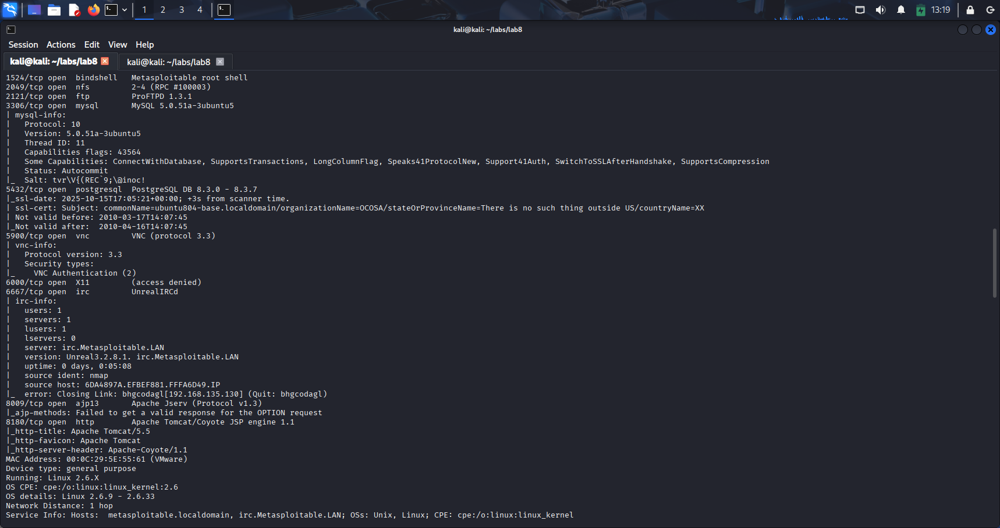 1 2 3 4 13:19
kali@kali: ~/labs/lab8
Session Actions Edit View Help
kali@kali: ~/labs/lab8 kali@kali: ~/labs/lab8
1524/tcp open  bindshell   Metasploitable root shell
2049/tcp open  nfs         2-4 (RPC #100003)
2121/tcp open  ftp         ProFTPD 1.3.1
3306/tcp open  mysql       MySQL 5.0.51a-3ubuntu5
| mysql-info:
|   Protocol: 10
|   Version: 5.0.51a-3ubuntu5
|   Thread ID: 11
|   Capabilities flags: 43564
|   Some Capabilities: ConnectWithDatabase, SupportsTransactions, LongColumnFlag, Speaks41ProtocolNew, Support41Auth, SwitchToSSLAfterHandshake, SupportsCompression
|   Status: Autocommit
|_  Salt: tvr\V{(REC`9;\@inoc!
5432/tcp open  postgresql  PostgreSQL DB 8.3.0 - 8.3.7
|_ssl-date: 2025-10-15T17:05:21+00:00; +3s from scanner time.
| ssl-cert: Subject: commonName=ubuntu804-base.localdomain/organizationName=OCOSA/stateOrProvinceName=There is no such thing outside US/countryName=XX
| Not valid before: 2010-03-17T14:07:45
|_Not valid after:  2010-04-16T14:07:45
5900/tcp open  vnc         VNC (protocol 3.3)
| vnc-info:
|   Protocol version: 3.3
|   Security types:
|_    VNC Authentication (2)
6000/tcp open  X11         (access denied)
6667/tcp open  irc         UnrealIRCd
| irc-info:
|   users: 1
|   servers: 1
|   lusers: 1
|   lservers: 0
|   server: irc.Metasploitable.LAN
|   version: Unreal3.2.8.1. irc.Metasploitable.LAN
|   uptime: 0 days, 0:05:08
|   source ident: nmap
|   source host: 6DA4897A.EFBEF881.FFFA6D49.IP
|_  error: Closing Link: bhgcodagl[192.168.135.130] (Quit: bhgcodagl)
8009/tcp open  ajp13       Apache Jserv (Protocol v1.3)
|_ajp-methods: Failed to get a valid response for the OPTION request
8180/tcp open  http        Apache Tomcat/Coyote JSP engine 1.1
|_http-title: Apache Tomcat/5.5
|_http-favicon: Apache Tomcat
|_http-server-header: Apache-Coyote/1.1
MAC Address: 00:0C:29:5E:55:61 (VMware)
Device type: general purpose
Running: Linux 2.6.X
OS CPE: cpe:/o:linux:linux_kernel:2.6
OS details: Linux 2.6.9 - 2.6.33
Network Distance: 1 hop
Service Info: Hosts:  metasploitable.localdomain, irc.Metasploitable.LAN; OSs: Unix, Linux; CPE: cpe:/o:linux:linux_kernel